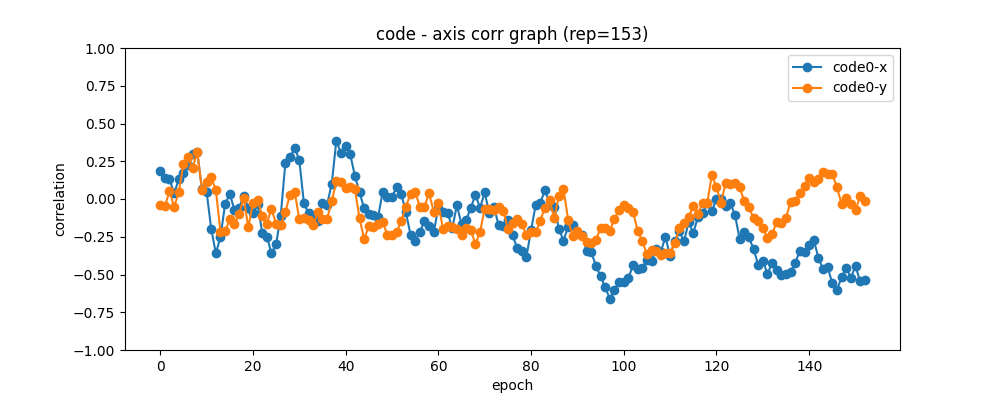 code - axis corr graph (rep=153)
1.00
0.75
0.50
0.25
0.00
−0.25
−0.50
−0.75
−1.00
correlation
code0-x
code0-y
0 20 40 60 80 100 120 140
epoch